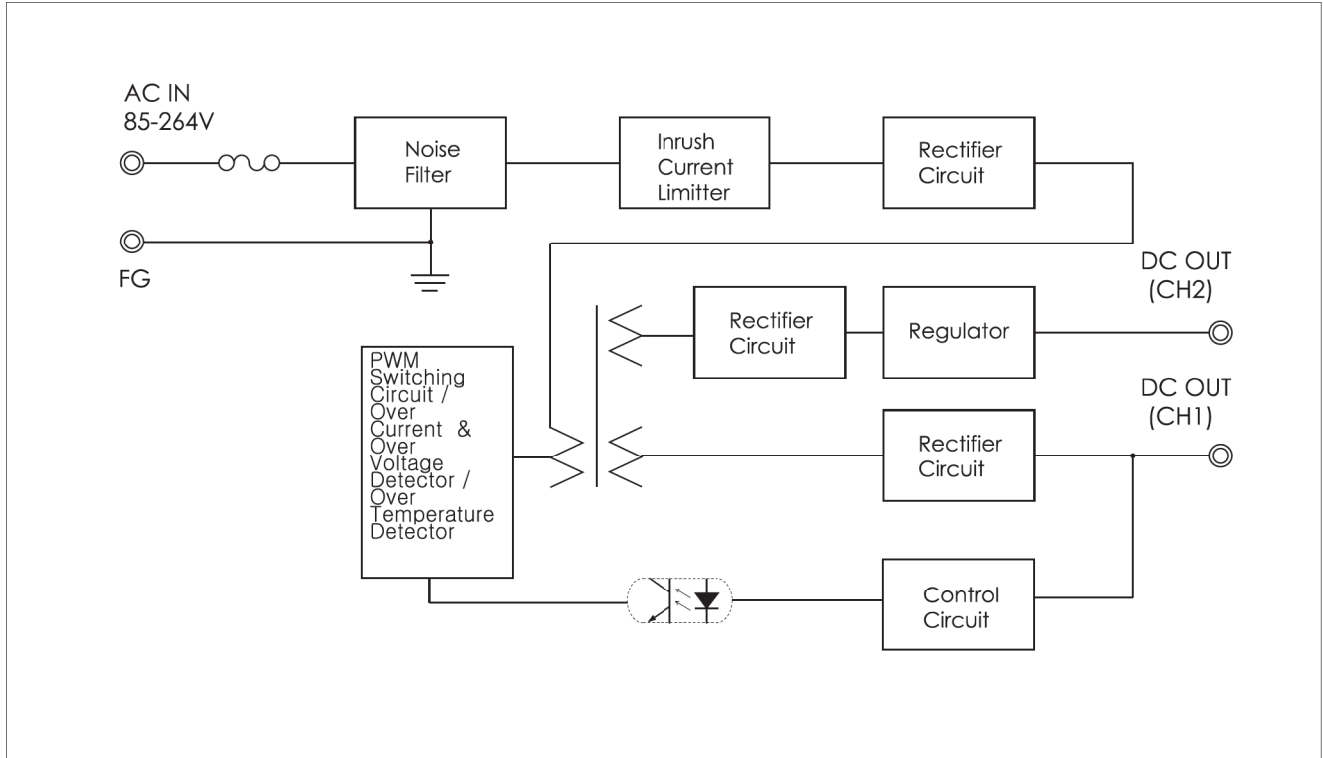 AC IN
85-264V
Noise
Filter
Inrush
Current
Limitter
Rectifier
Circuit
FG
DC OUT
(CH2)
Rectifier
Circuit
Regulator
PWM
Switching
Circuit /
Over
Current &
Over
Voltage
Detector /
Over
Temperature
Detector
DC OUT
(CH1)
Rectifier
Circuit
Control
Circuit